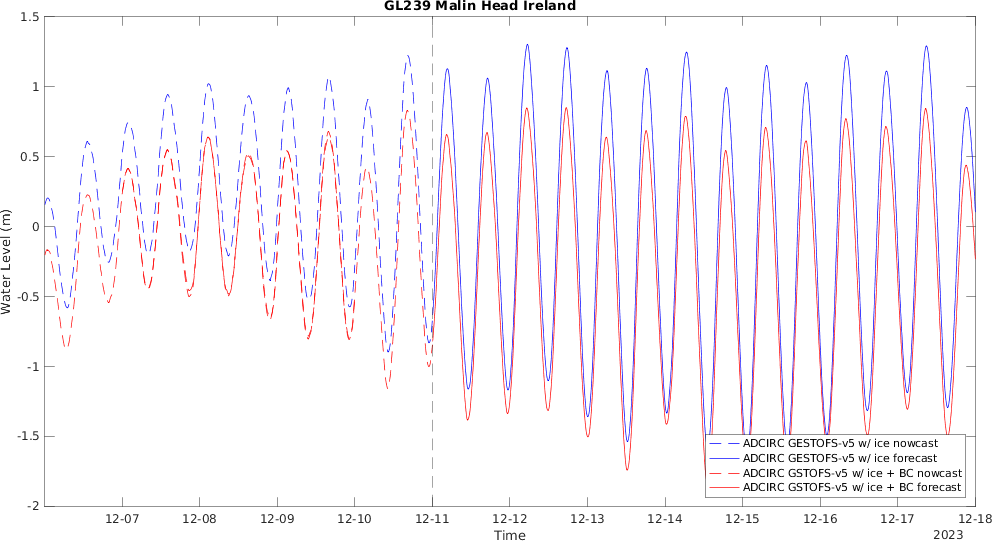 GL239 Malin Head Ireland
1.5
1
0.5
0
-0.5
-1
-1.5
-2
Water Level (m)
12-07 12-08 12-09 12-10 12-11 12-12 12-13 12-14 12-15 12-16 12-17 12-18
Time
2023
ADCIRC GESTOFS-v5 w/ ice nowcast
ADCIRC GESTOFS-v5 w/ ice forecast
ADCIRC GSTOFS-v5 w/ ice + BC nowcast
ADCIRC GSTOFS-v5 w/ ice + BC forecast